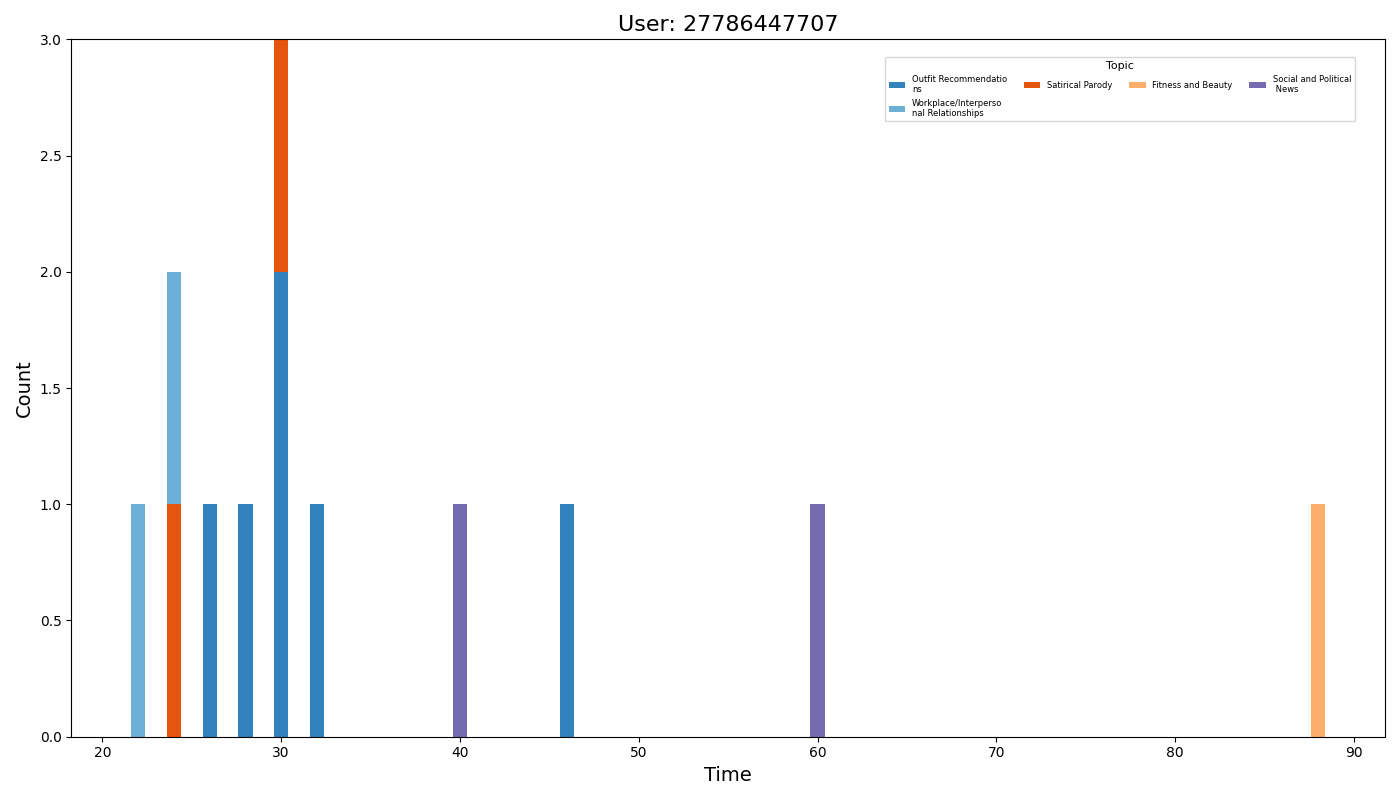 User: 27786447707
3.0
2.5
2.0
1.5
1.0
0.5
0.0
Count
Topic
Outfit Recommendatio
ns
Workplace/Interperso
nal Relationships
Satirical Parody
Fitness and Beauty
Social and Political
News
20 30 40 50 60 70 80 90
Time